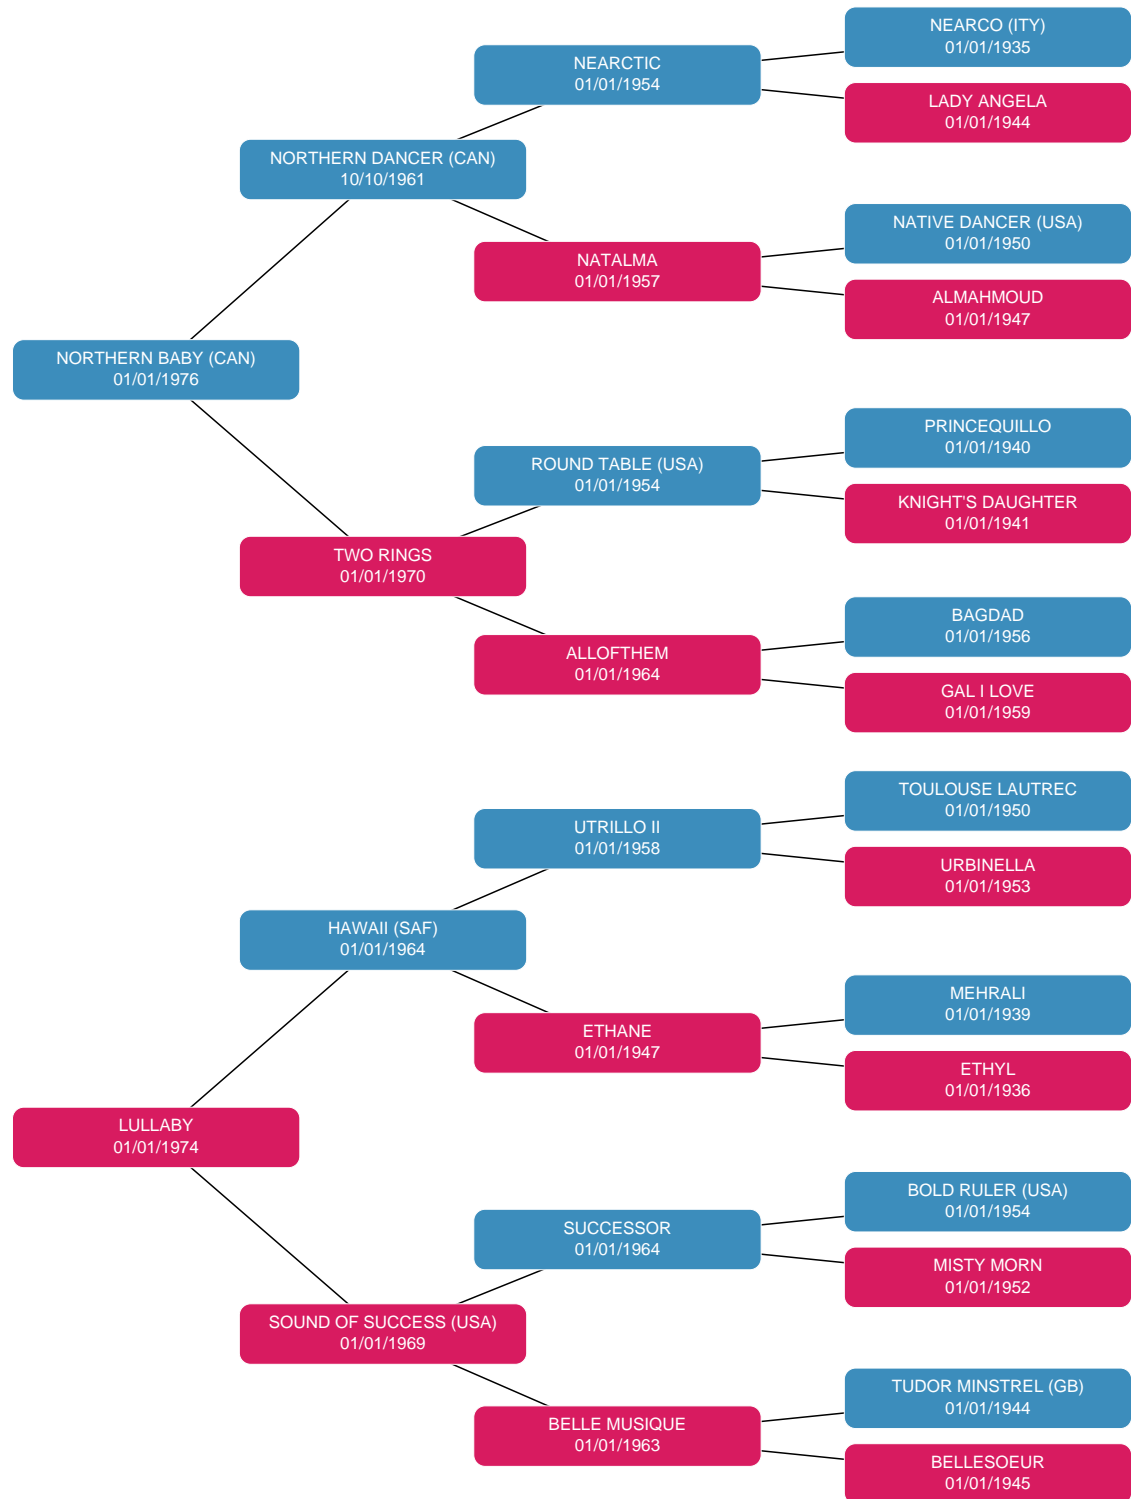 NEARCO (ITY)
01/01/1935
NEARCTIC
01/01/1954
LADY ANGELA
01/01/1944
NORTHERN DANCER (CAN)
10/10/1961
NATIVE DANCER (USA)
01/01/1950
NATALMA
01/01/1957
ALMAHMOUD
01/01/1947
NORTHERN BABY (CAN)
01/01/1976
PRINCEQUILLO
01/01/1940
ROUND TABLE (USA)
01/01/1954
KNIGHT'S DAUGHTER
01/01/1941
TWO RINGS
01/01/1970
BAGDAD
01/01/1956
ALLOFTHEM
01/01/1964
GAL I LOVE
01/01/1959
TOULOUSE LAUTREC
01/01/1950
UTRILLO II
01/01/1958
URBINELLA
01/01/1953
HAWAII (SAF)
01/01/1964
MEHRALI
01/01/1939
ETHANE
01/01/1947
ETHYL
01/01/1936
LULLABY
01/01/1974
BOLD RULER (USA)
01/01/1954
SUCCESSOR
01/01/1964
MISTY MORN
01/01/1952
SOUND OF SUCCESS (USA)
01/01/1969
TUDOR MINSTREL (GB)
01/01/1944
BELLE MUSIQUE
01/01/1963
BELLESOEUR
01/01/1945